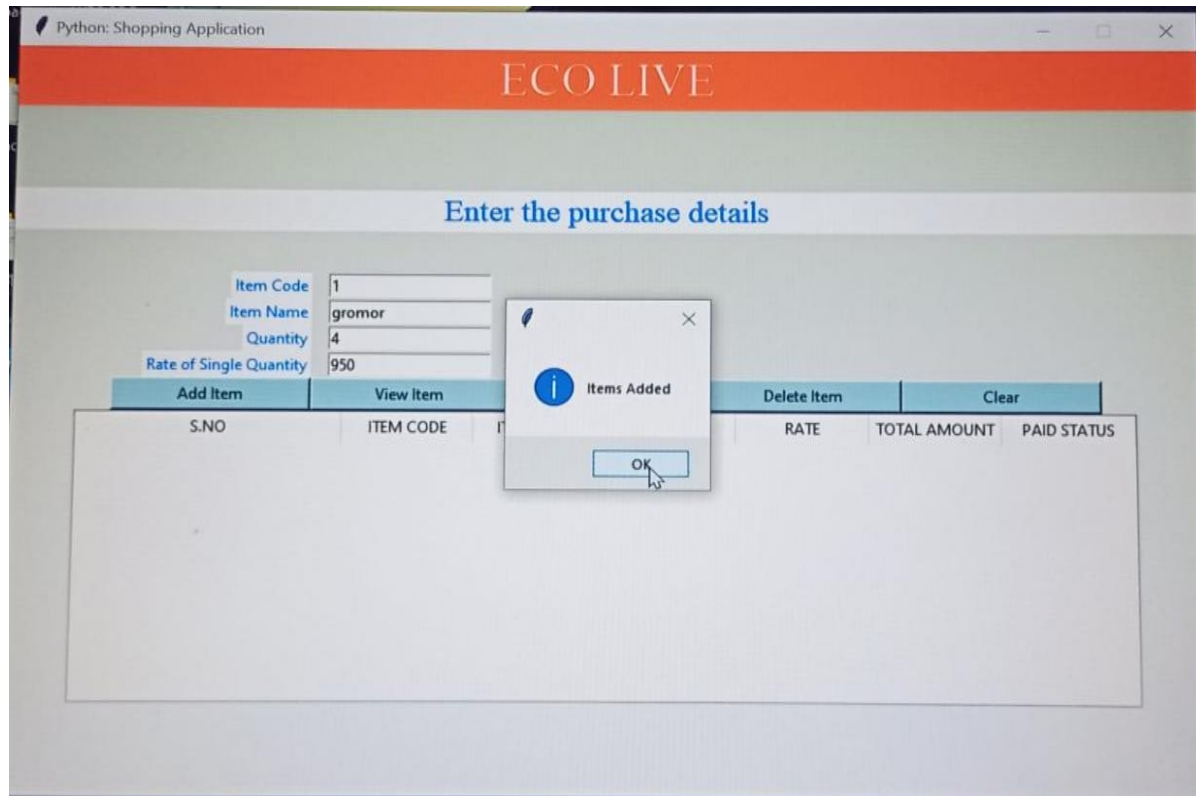 Python: Shopping Application
ECO LIVE
Enter the purchase details
Item Code 1
Item Name gromor
Quantity 4
Rate of Single Quantity 950
Items Added
OK
Add Item View Item Delete Item Clear
S.NO ITEM CODE RATE TOTAL AMOUNT PAID STATUS